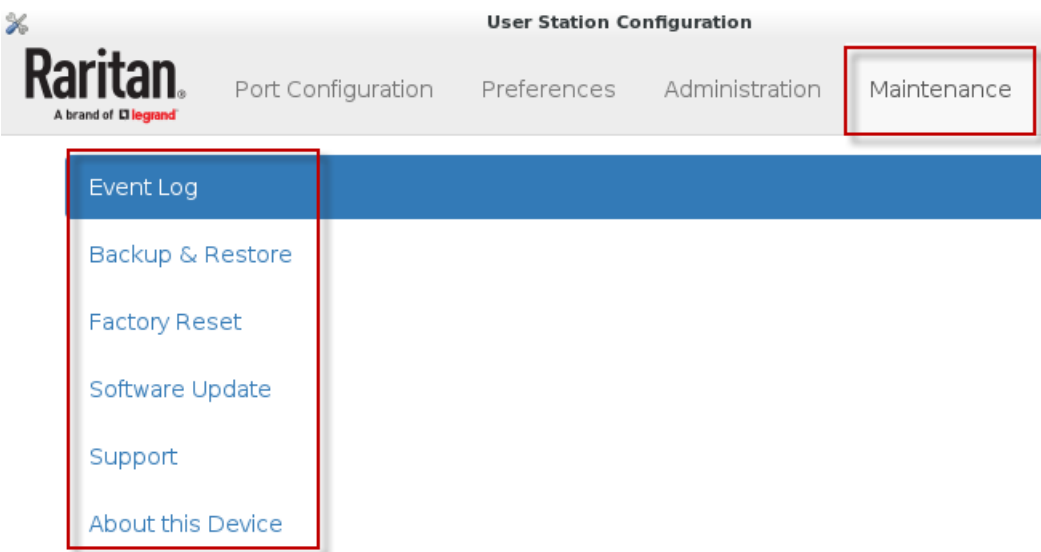 User Station Configuration
Raritan®
A brand of legrand
Port Configuration Preferences Administration Maintenance
Event Log
Backup & Restore
Factory Reset
Software Update
Support
About this Device